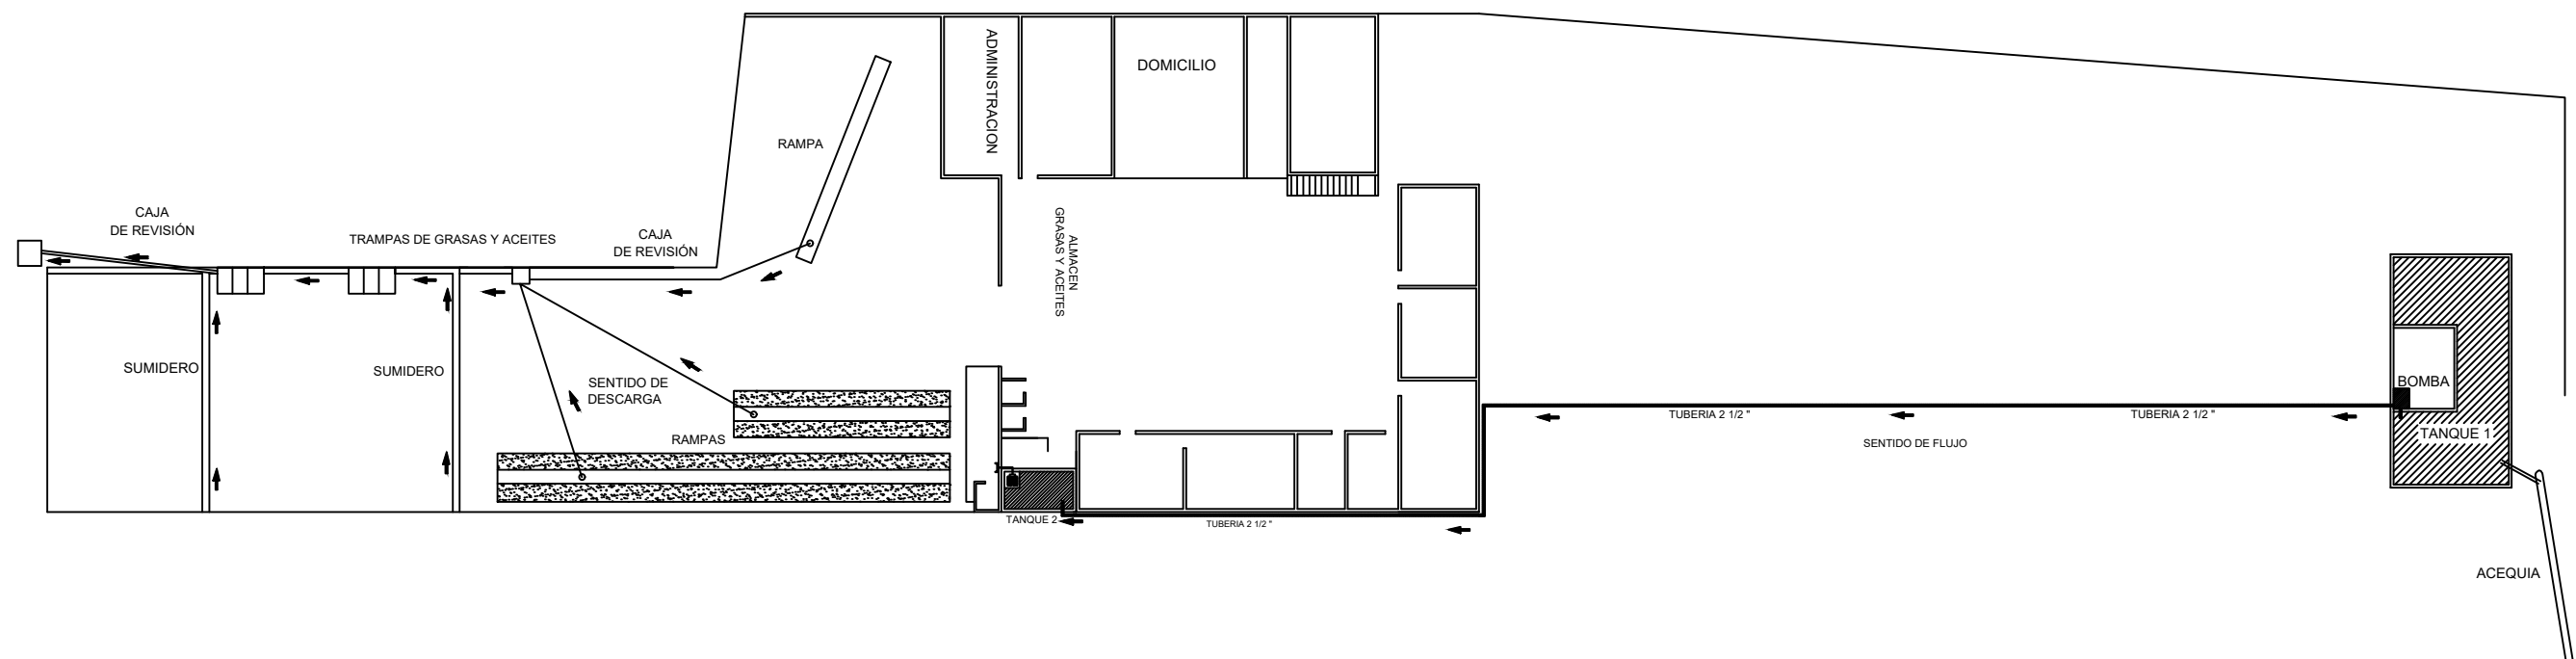 ADMINISTRACION
DOMICILIO
RAMPA
CAJA
DE REVISIÓN
TRAMPAS DE GRASAS Y ACEITES
CAJA
DE REVISIÓN
ALMACEN
GRASAS Y ACEITES
SUMIDERO
SUMIDERO
SENTIDO DE
DESCARGA
RAMPAS
BOMBA
TUBERIA 2 1/2 "
TUBERIA 2 1/2 "
SENTIDO DE FLUJO
TANQUE 1
TANQUE 2
TUBERIA 2 1/2 "
ACEQUIA